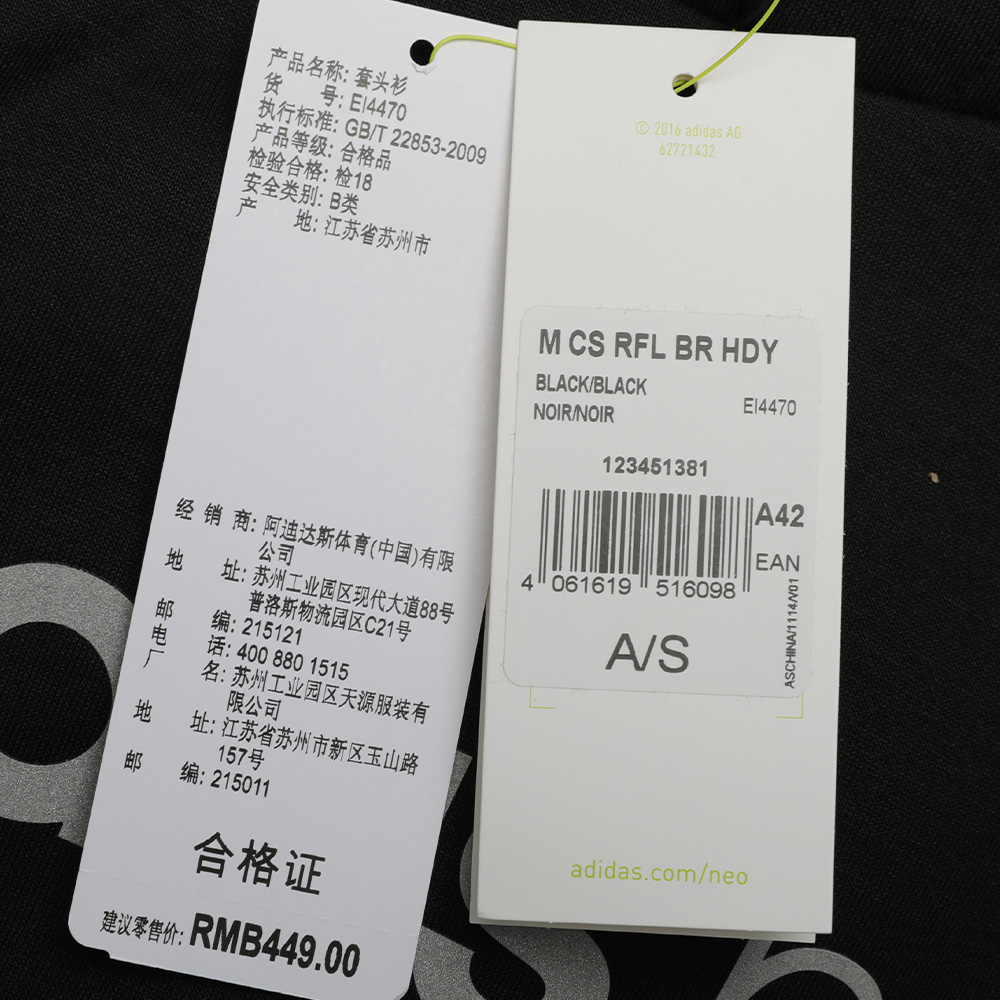 产品名称: 套头衫
货 号: EI4470
执行标准: GB/T 22853-2009
产品等级: 合格品
检验合格: 检18
安全类别: B类
产 地: 江苏省苏州市
经 销 商: 阿迪达斯体育(中国)有限
公司
地 址: 苏州工业园区现代大道88号
普洛斯物流园区C21号
邮 编: 215121
电 话: 400 880 1515
厂 名: 苏州工业园区天源服装有
限公司
地 址: 江苏省苏州市新区玉山路
157号
邮 编: 215011
合格证
建议零售价: RMB449.00
© 2016 adidas AG
62721432
M CS RFL BR HDY
BLACK/BLACK
NOIR/NOIR
EI4470
123451381
A42
EAN
4 061619 516098
ASCHINA/1114/V01
A/S
adidas.com/neo